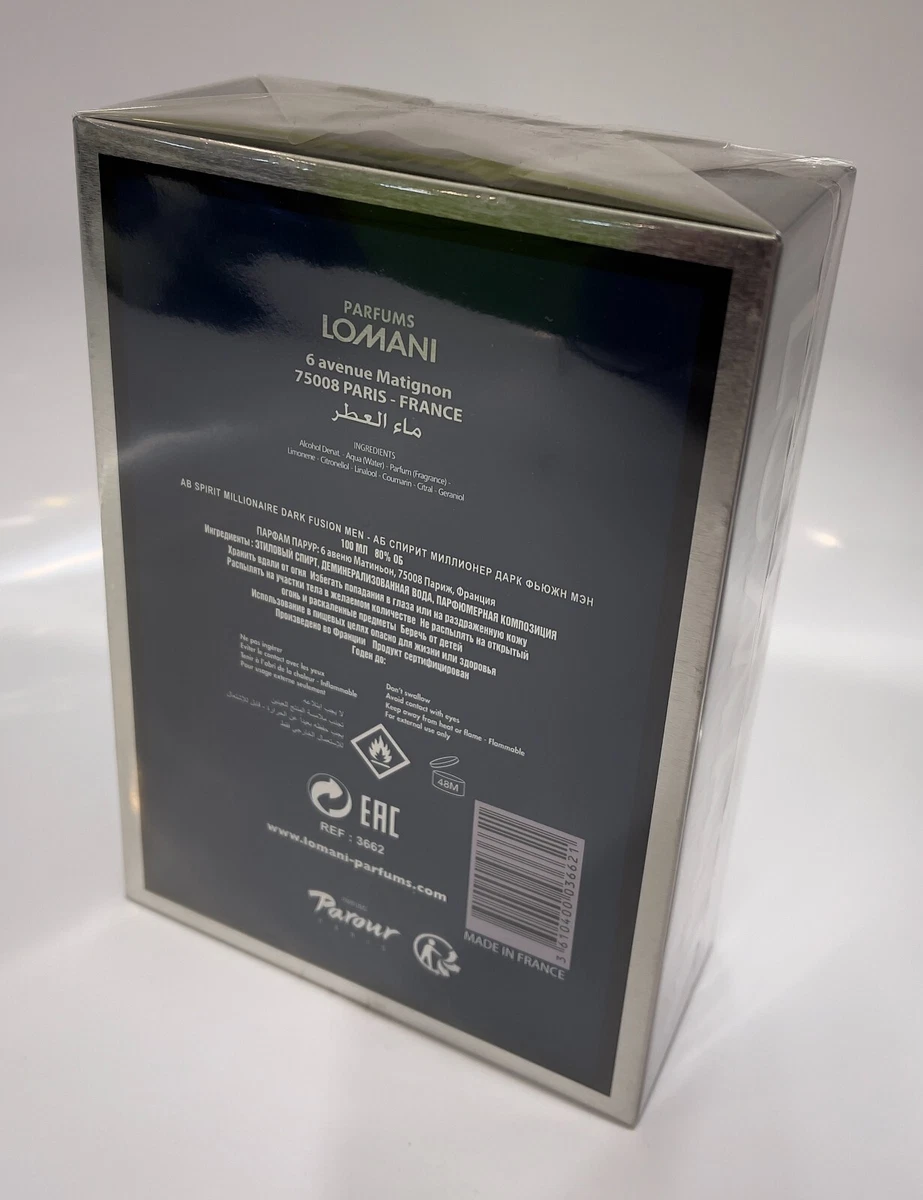 PARFUMS
LOMANI
6 avenue Matignon
75008 PARIS - FRANCE
ماء العطر
INGREDIENTS
Alcohol Denat. - Aqua (Water) - Parfum (Fragrance) -
Limonene - Citronellol - Linalool - Coumarin - Citral - Geraniol
AB SPIRIT MILLIONAIRE DARK FUSION MEN - АБ СПИРИТ МИЛЛИОНЕР ДАРК ФЬЮЖН МЭН
100 МЛ 80% ОБ
ПАРФАМ ПАРУР: 6 авеню Матиньон, 75008 Париж, Франция
Ингредиенты : ЭТИЛОВЫЙ СПИРТ, ДЕМИНЕРАЛИЗОВАННАЯ ВОДА, ПАРФЮМЕРНАЯ КОМПОЗИЦИЯ
Хранить вдали от огня Избегать попадания в глаза или на раздраженную кожу
Распылять на участки тела в желаемом количестве Не распылять на открытый
огонь и раскаленные предметы Беречь от детей
Использование в пищевых целях опасно для жизни или здоровья
Произведено во Франции Продукт сертифицирован
Годен до:
Ne pas ingérer
Eviter le contact avec les yeux
Tenir à l'abri de la chaleur - Inflammable
Pour usage externe seulement
Don't swallow
Avoid contact with eyes
Keep away from heat or flame - Flammable
For external use only
48M
EAC
REF : 3662
www.lomani-parfums.com
Parour
PARIS
3 610400 036621
MADE IN FRANCE